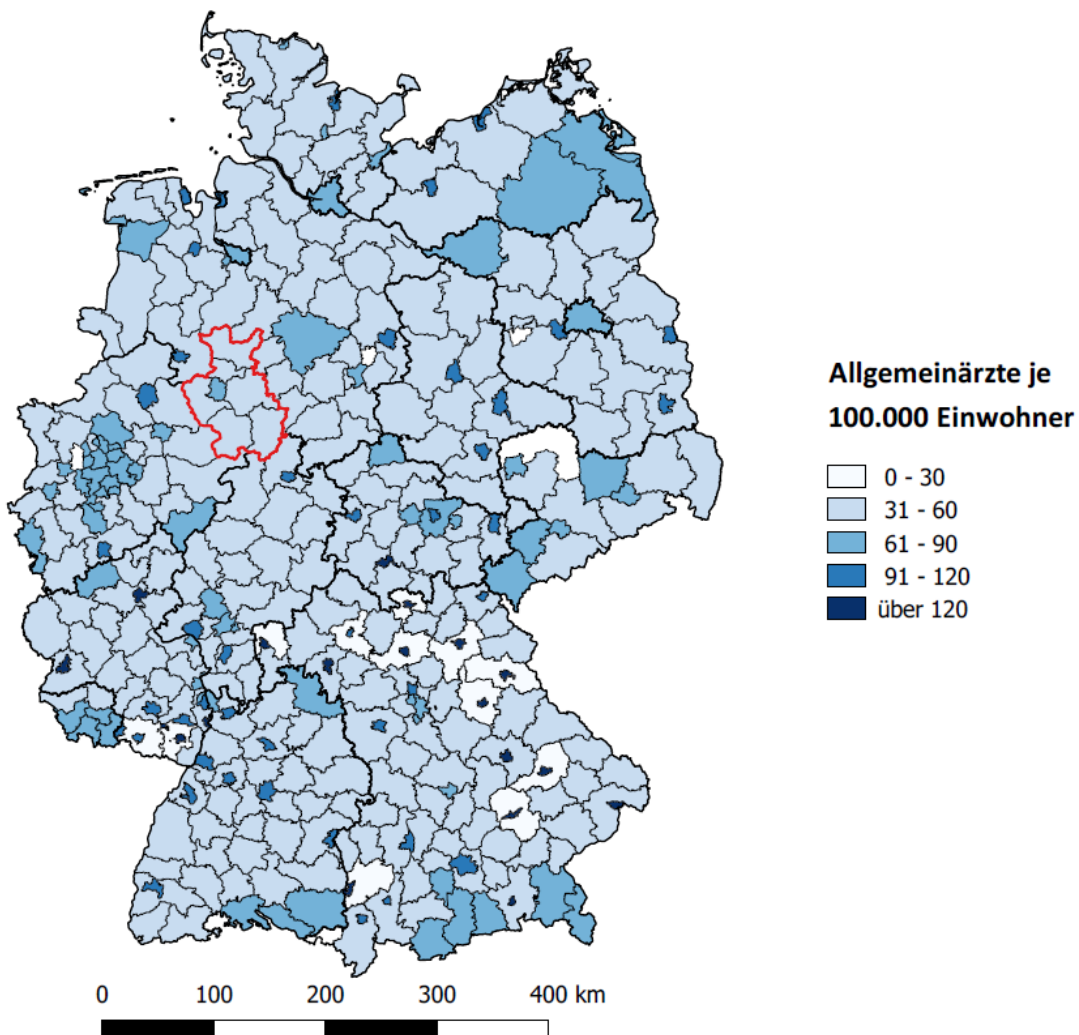 Allgemeinärzte je
100.000 Einwohner
0 - 30
31 - 60
61 - 90
91 - 120
über 120
0 100 200 300 400 km